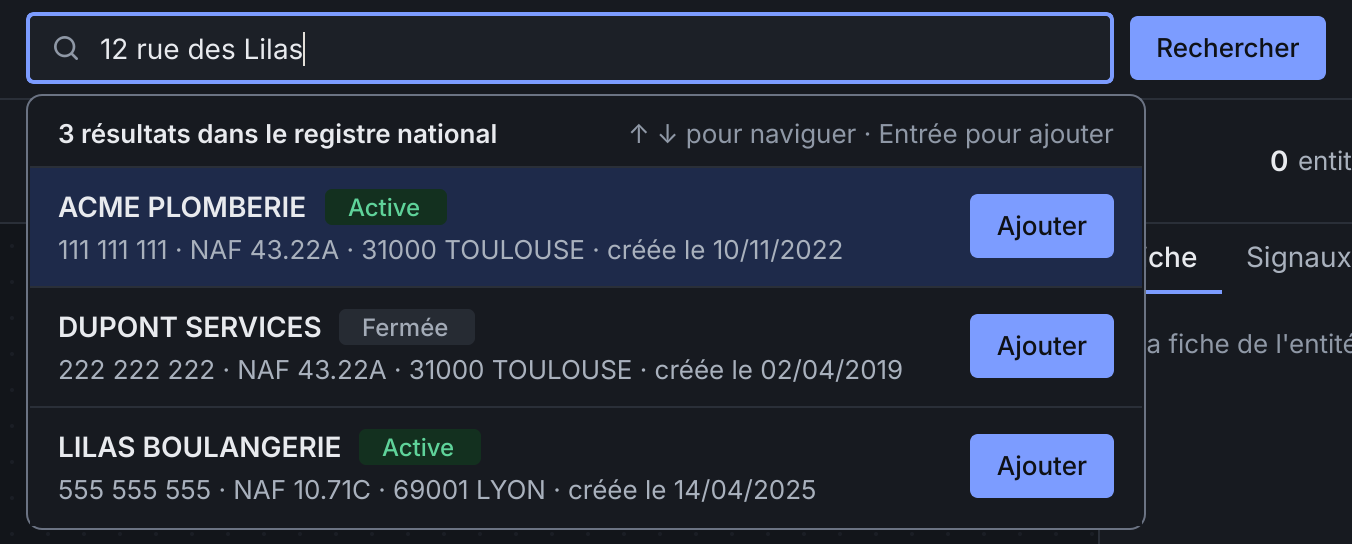 12 rue des Lilas
Rechercher
3 résultats dans le registre national
↑ ↓ pour naviguer · Entrée pour ajouter
0 entit
ACME PLOMBERIE Active
111 111 111 · NAF 43.22A · 31000 TOULOUSE · créée le 10/11/2022
Ajouter
che Signaux
DUPONT SERVICES Fermée
222 222 222 · NAF 43.22A · 31000 TOULOUSE · créée le 02/04/2019
Ajouter
a fiche de l'entité
LILAS BOULANGERIE Active
555 555 555 · NAF 10.71C · 69001 LYON · créée le 14/04/2025
Ajouter